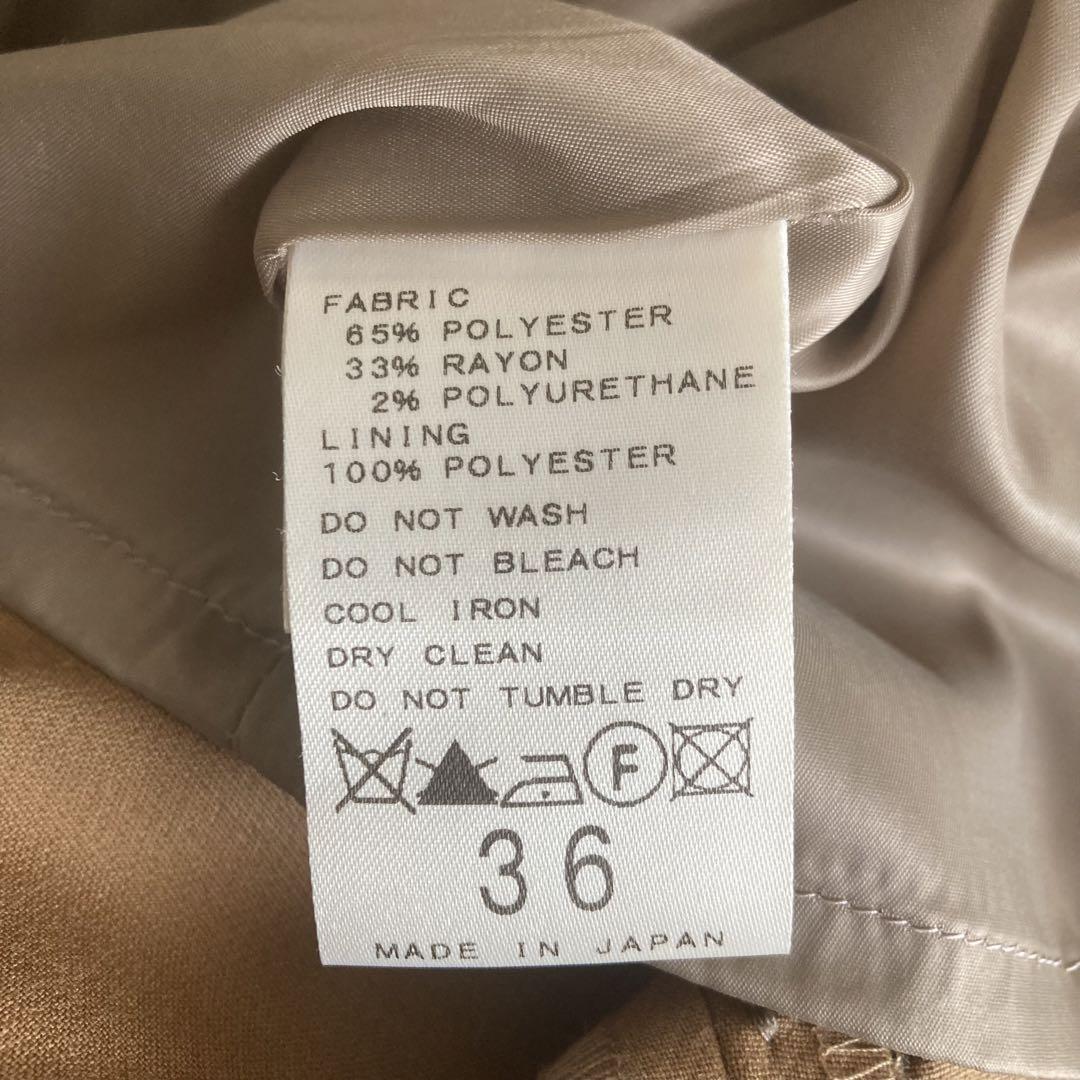 FABRIC
65% POLYESTER
33% RAYON
2% POLYURETHANE
LINING
100% POLYESTER
DO NOT WASH
DO NOT BLEACH
COOL IRON
DRY CLEAN
DO NOT TUMBLE DRY
F
36
MADE IN JAPAN